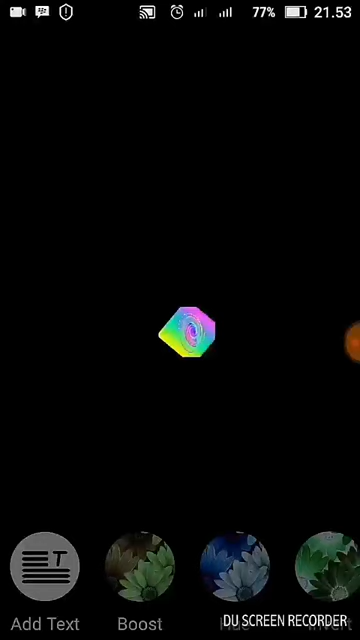 77% 21.53
T
Add Text
Boost
DU SCREEN RECORDER